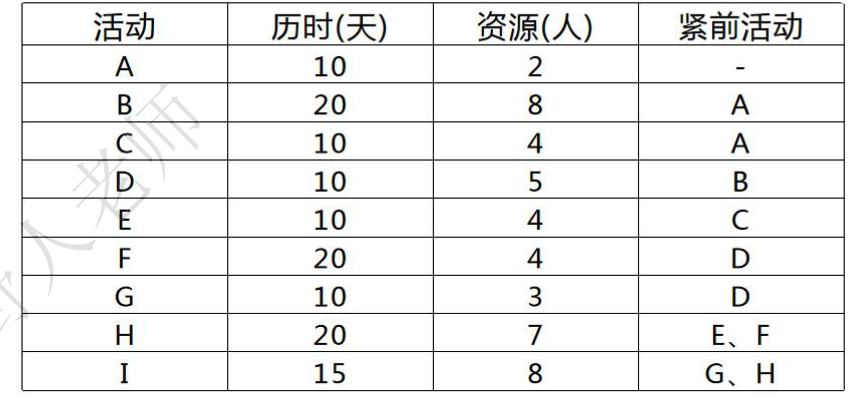 活动 历时(天) 资源(人) 紧前活动
A 10 2 -
B 20 8 A
C 10 4 A
D 10 5 B
E 10 4 C
F 20 4 D
G 10 3 D
H 20 7 E、F
I 15 8 G、H
人老师